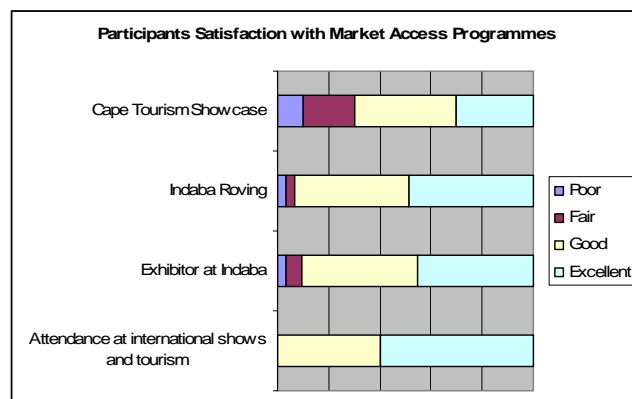 Participants Satisfaction with Market Access Programmes
Cape Tourism Showcase
Indaba Roving
Exhibitor at Indaba
Attendance at international shows
and tourism
Poor
Fair
Good
Excellent